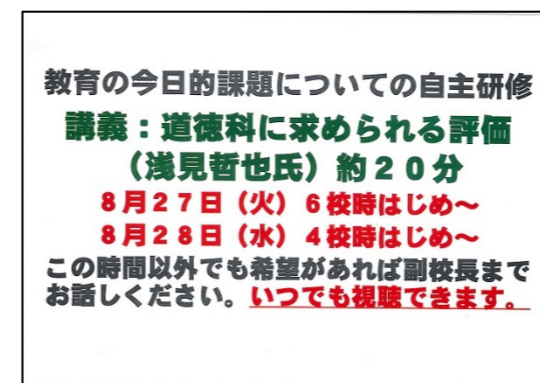 教育の今日的課題についての自主研修
講義：道徳科に求められる評価
（浅見哲也氏）約２０分
８月２７日（火）６校時はじめ～
８月２８日（水）４校時はじめ～
この時間以外でも希望があれば副校長まで
お話しください。いつでも視聴できます。